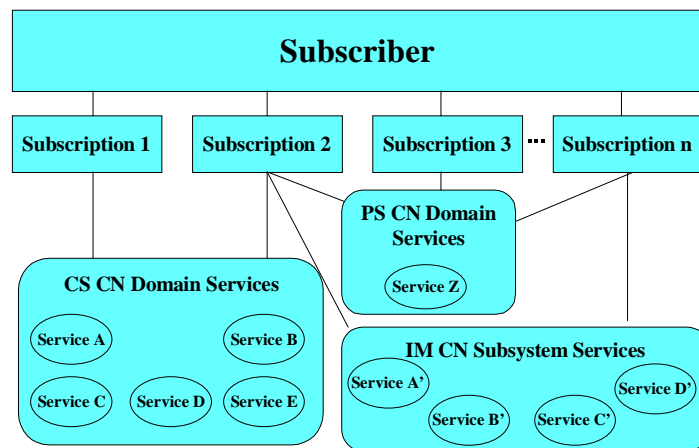 Subscriber
Subscription 1
Subscription 2
Subscription 3
...
Subscription n
PS CN Domain
Services
Service Z
CS CN Domain Services
Service A
Service B
Service C
Service D
Service E
IM CN Subsystem Services
Service A’
Service B’
Service C’
Service D’